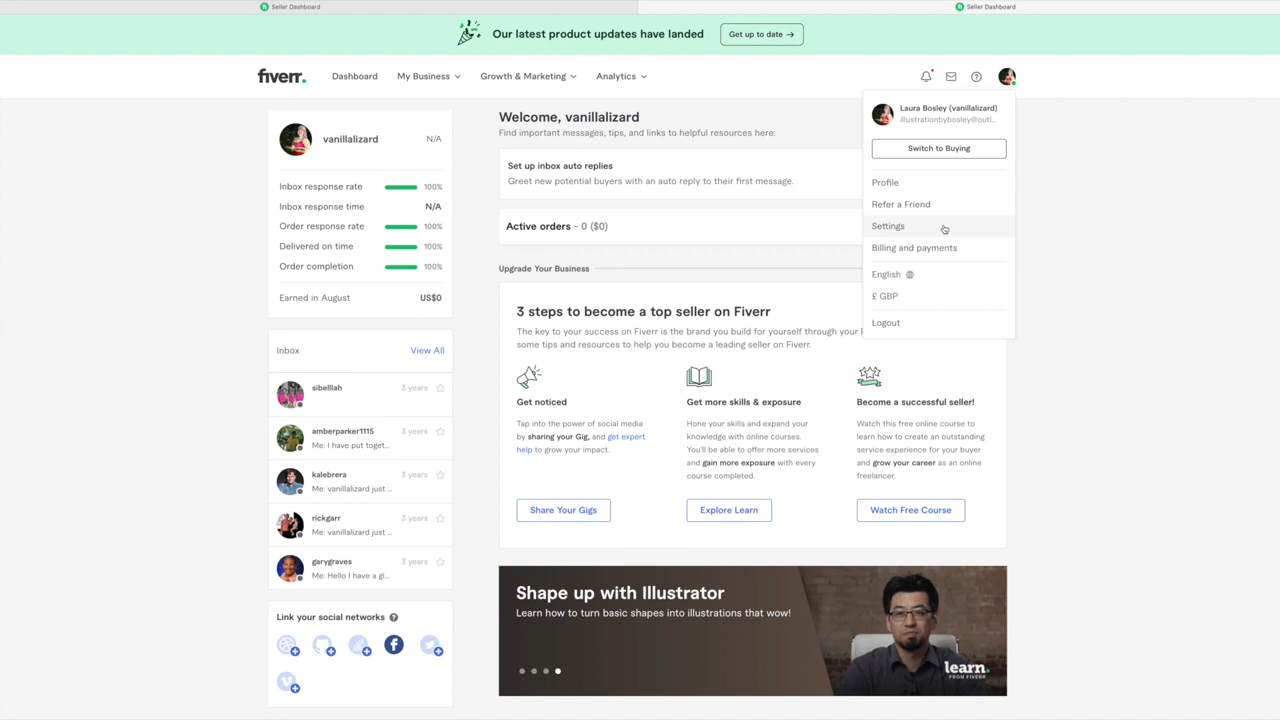 Seller Dashboard
Seller Dashboard
Our latest product updates have landed
Get up to date →
fiverr.
Dashboard
My Business
Growth & Marketing
Analytics
vanillalizard
N/A
Inbox response rate 100%
Inbox response time N/A
Order response rate 100%
Delivered on time 100%
Order completion 100%
Earned in August US$0
Inbox
View All
sibelllah 3 years
amberparker1115 3 years
Me: I have put toget...
kalebrera 3 years
Me: vanillalizard just ...
rickgarr 3 years
Me: vanillalizard just ...
garygraves 3 years
Me: Hello I have a gi...
Link your social networks
Welcome, vanillalizard
Find important messages, tips, and links to helpful resources here:
Set up inbox auto replies
Greet new potential buyers with an auto reply to their first message.
Active orders - 0 ($0)
Upgrade Your Business
3 steps to become a top seller on Fiverr
The key to your success on Fiverr is the brand you build for yourself through your
some tips and resources to help you become a leading seller on Fiverr.
Get noticed
Tap into the power of social media
by sharing your Gig, and get expert
help to grow your impact.
Share Your Gigs
Get more skills & exposure
Hone your skills and expand your
knowledge with online courses.
You'll be able to offer more services
and gain more exposure with every
course completed.
Explore Learn
Become a successful seller!
Watch this free online course to
learn how to create an outstanding
service experience for your buyer
and grow your career as an online
freelancer.
Watch Free Course
Shape up with Illustrator
Learn how to turn basic shapes into illustrations that wow!
learn.
FROM FIVERR
Laura Bosley (vanillalizard)
illustrationbybosley@outl...
Switch to Buying
Profile
Refer a Friend
Settings
Billing and payments
English
£ GBP
Logout